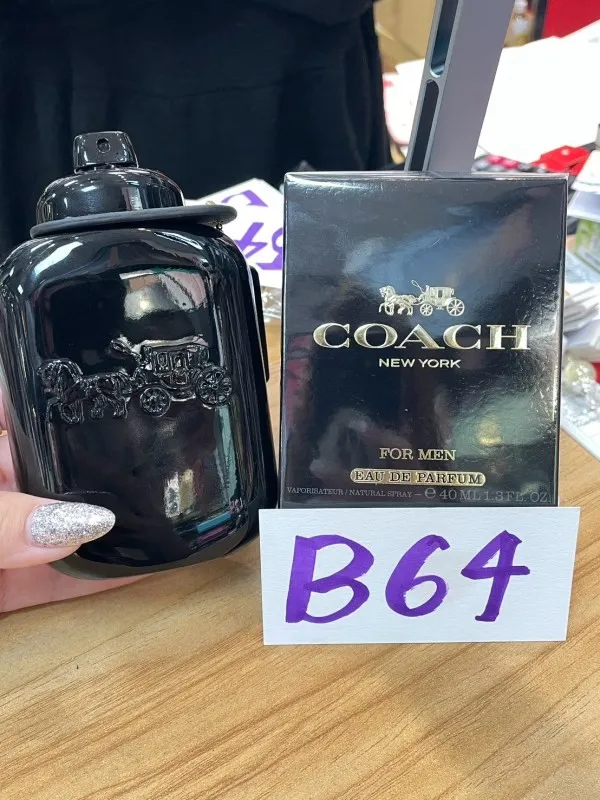 COACH
NEW YORK
FOR MEN
EAU DE PARFUM
VAPORISATEUR / NATURAL SPRAY – ℮ 40 ML 1.3 FL. OZ.
B64